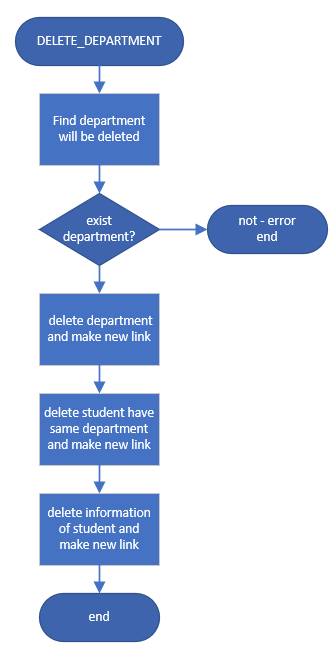 DELETE_DEPARTMENT
Find department
will be deleted
exist
department?
not - error
end
delete department
and make new link
delete student have
same department
and make new link
delete information
of student and
make new link
end